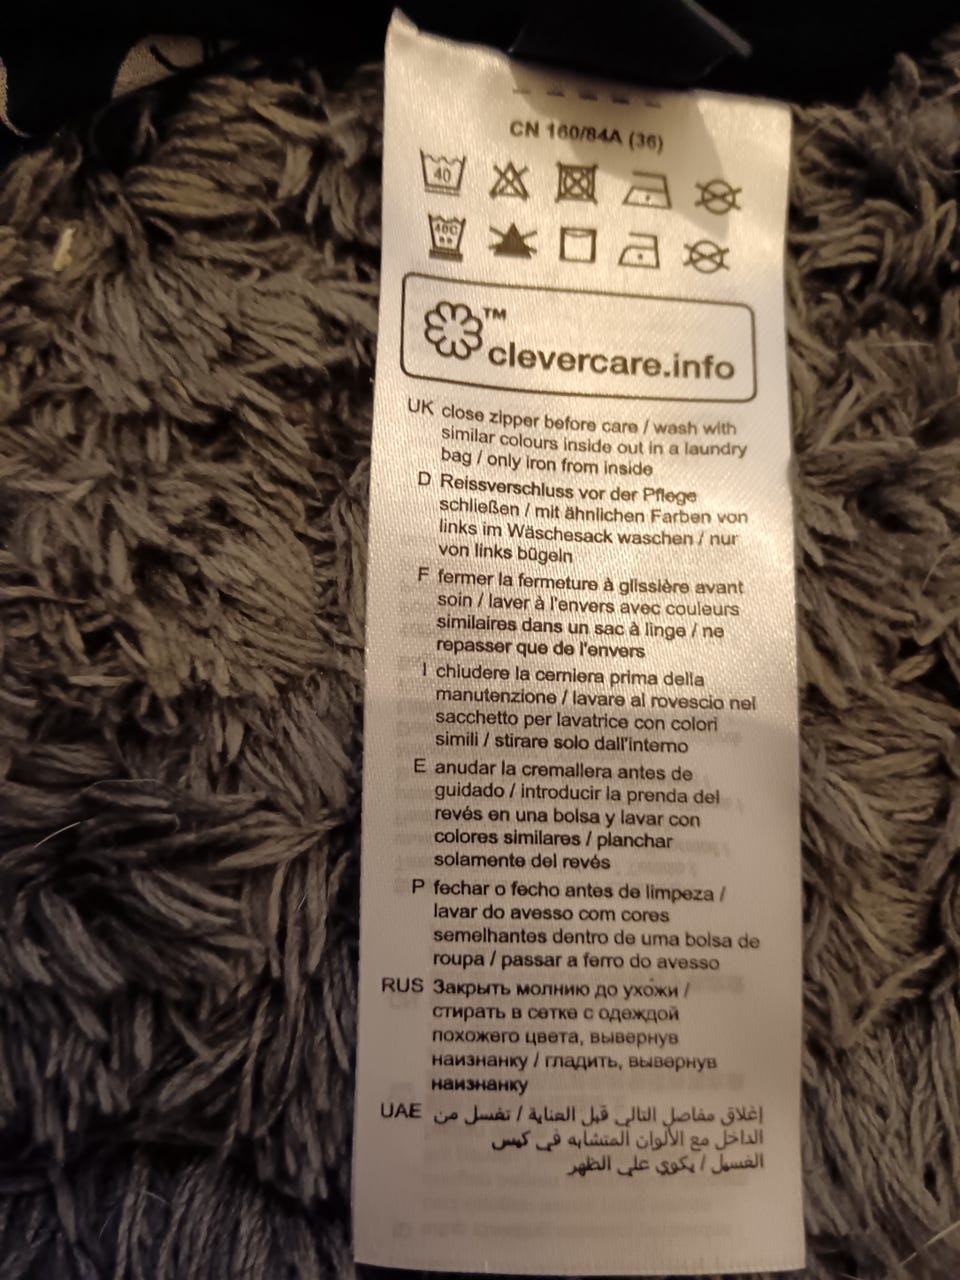 CN 160/84A (36)
40
40C
™
clevercare.info
UK close zipper before care / wash with
similar colours inside out in a laundry
bag / only iron from inside
D Reissverschluss vor der Pflege
schließen / mit ähnlichen Farben von
links im Wäschesack waschen / nur
von links bügeln
F fermer la fermeture à glissière avant
soin / laver à l'envers avec couleurs
similaires dans un sac à linge / ne
repasser que de l'envers
I chiudere la cerniera prima della
manutenzione / lavare al rovescio nel
sacchetto per lavatrice con colori
simili / stirare solo dall'interno
E anudar la cremallera antes de
guidado / introducir la prenda del
revés en una bolsa y lavar con
colores similares / planchar
solamente del revés
P fechar o fecho antes de limpeza /
lavar do avesso com cores
semelhantes dentro de uma bolsa de
roupa / passar a ferro do avesso
RUS Закрыть молнию до ухожи /
стирать в сетке с одеждой
похожего цвета, вывернув
наизнанку / гладить, вывернув
наизнанку
UAE إغلاق مفاصل التالي قبل العناية / تغسل من
الداخل مع الألوان المتشابه في كيس
الغسيل / يكوي علي الظهر